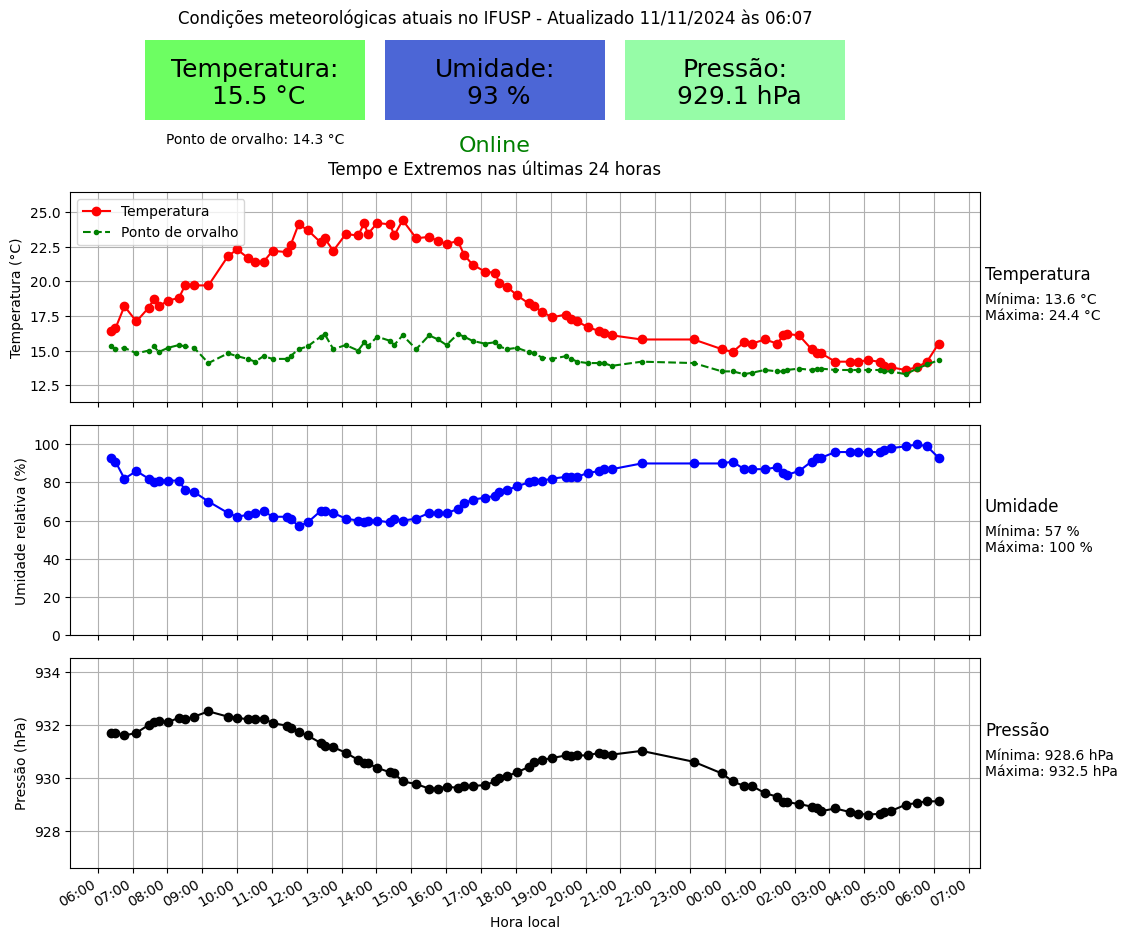 Condições meteorológicas atuais no IFUSP - Atualizado 11/11/2024 às 06:07
Temperatura:
15.5 °C
Umidade:
93 %
Pressão:
929.1 hPa
Ponto de orvalho: 14.3 °C
Online
Tempo e Extremos nas últimas 24 horas
Temperatura (°C)
25.0
22.5
20.0
17.5
15.0
12.5
Temperatura
Ponto de orvalho
Temperatura
Mínima: 13.6 °C
Máxima: 24.4 °C
Umidade relativa (%)
100
80
60
40
20
0
Umidade
Mínima: 57 %
Máxima: 100 %
Pressão (hPa)
934
932
930
928
Pressão
Mínima: 928.6 hPa
Máxima: 932.5 hPa
06:00 07:00 08:00 09:00 10:00 11:00 12:00 13:00 14:00 15:00 16:00 17:00 18:00 19:00 20:00 21:00 22:00 23:00 00:00 01:00 02:00 03:00 04:00 05:00 06:00 07:00
Hora local